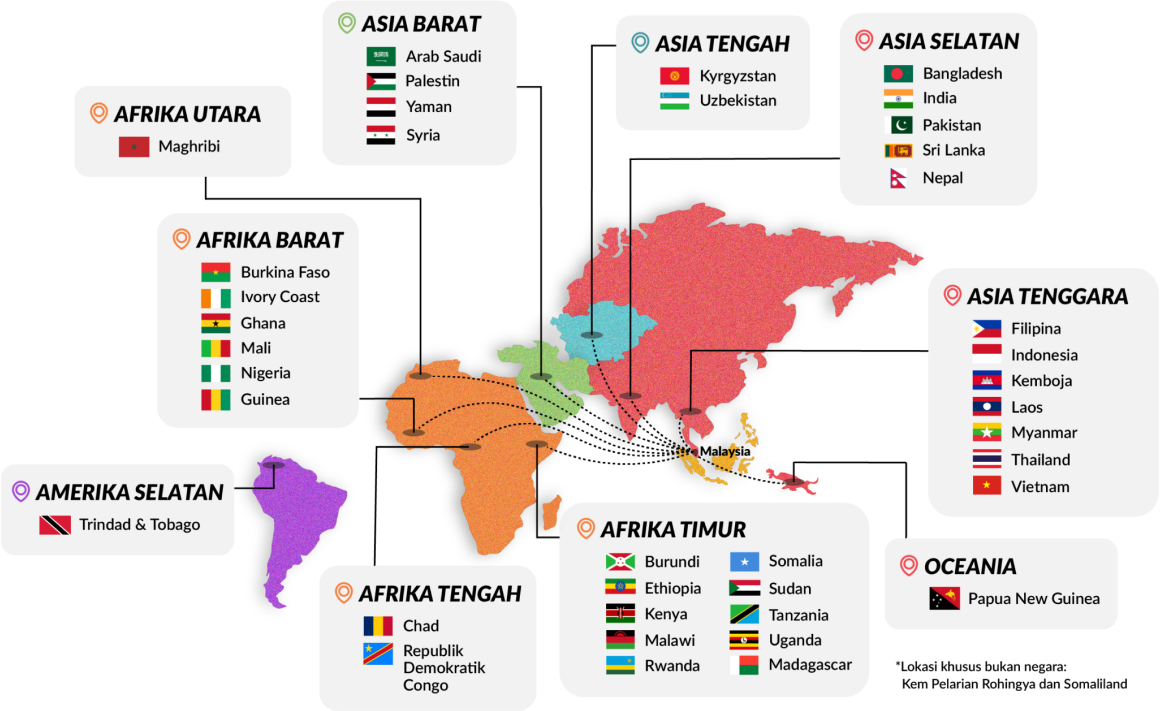 AFRIKA UTARA
Maghribi
ASIA BARAT
Arab Saudi
Palestin
Yaman
Syria
ASIA TENGAH
Kyrgyzstan
Uzbekistan
ASIA SELATAN
Bangladesh
India
Pakistan
Sri Lanka
Nepal
AFRIKA BARAT
Burkina Faso
Ivory Coast
Ghana
Mali
Nigeria
Guinea
ASIA TENGGARA
Filipina
Indonesia
Kemboja
Laos
Myanmar
Thailand
Vietnam
Malaysia
AMERIKA SELATAN
Trindad & Tobago
AFRIKA TENGAH
Chad
Republik
Demokratik
Congo
AFRIKA TIMUR
Burundi
Ethiopia
Kenya
Malawi
Rwanda
Somalia
Sudan
Tanzania
Uganda
Madagascar
OCEANIA
Papua New Guinea
*Lokasi khusus bukan negara:
Kem Pelarian Rohingya dan Somaliland